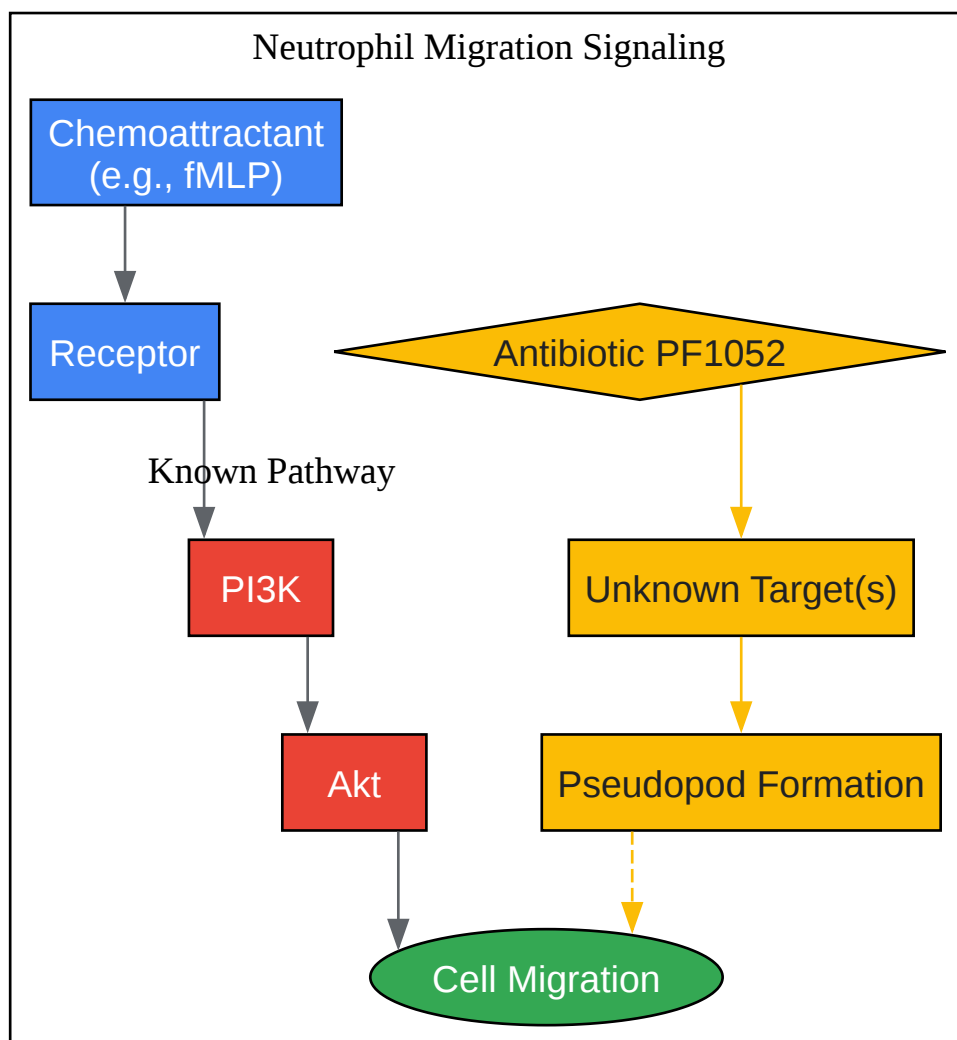 Neutrophil Migration Signaling
Chemoattractant
(e.g., fMLP)
Receptor
Antibiotic PF1052
Known Pathway
PI3K
Unknown Target(s)
Akt
Pseudopod Formation
Cell Migration